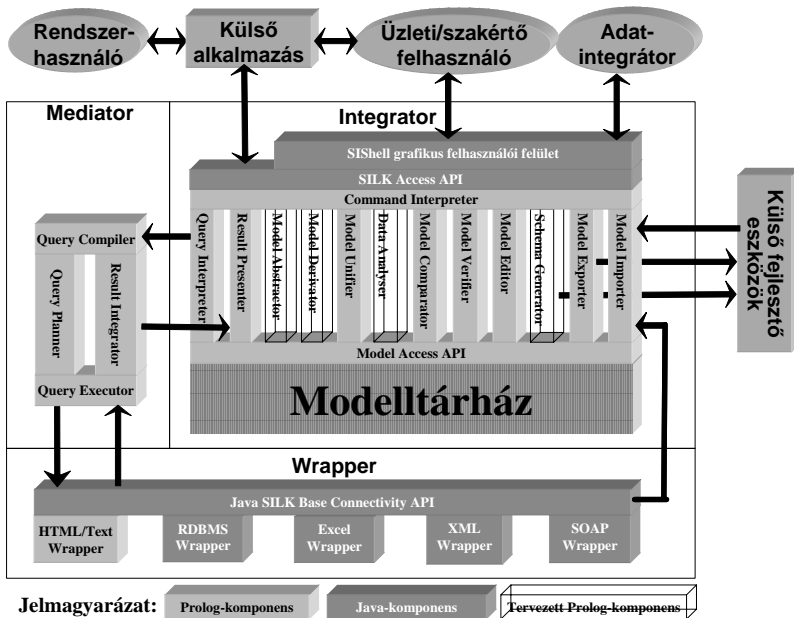 Rendszer-
használó
Külső
alkalmazás
Üzleti/szakértő
felhasználó
Adat-
integrátor
Mediator
Integrator
SIShell grafikus felhasználói felület
SILK Access API
Command Interpreter
Query Interpreter
Result Presenter
Model Abstractor
Model Derivator
Model Unifier
Data Analyser
Model Comparator
Model Verifier
Model Editor
Schema Generator
Model Exporter
Model Importer
Model Access API
Modelltárház
Külső fejlesztő
eszközök
Query Compiler
Query Planner
Result Integrator
Query Executor
Wrapper
Java SILK Base Connectivity API
HTML/Text
Wrapper
RDBMS
Wrapper
Excel
Wrapper
XML
Wrapper
SOAP
Wrapper
Jelmagyarázat:
Prolog-komponens
Java-komponens
Tervezett Prolog-komponens